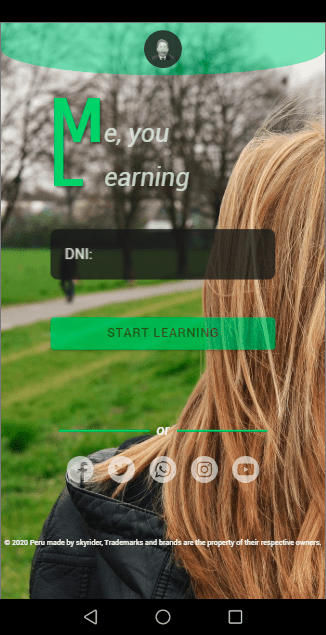 Me, you
Learning
DNI:
START LEARNING
or
© 2020 Peru made by skyrider, Trademarks and brands are the property of their respective owners.